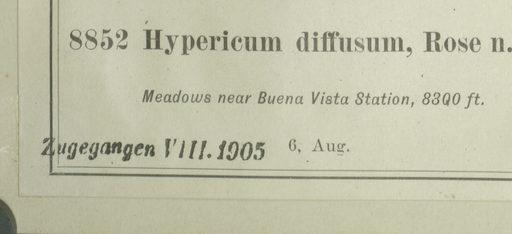 8852 Hypericum diffusum, Rose n.
Meadows near Buena Vista Station, 8300 ft.
Zugegangen VIII. 1905 6, Aug.